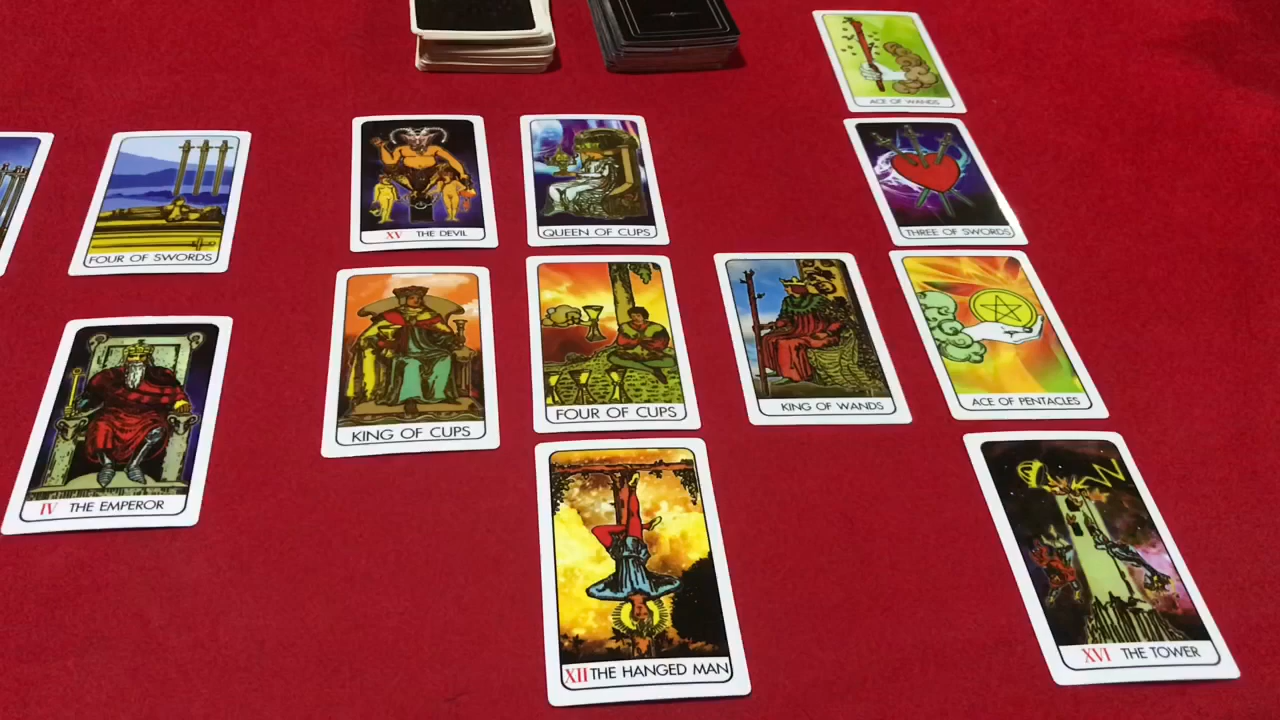 ACE OF WANDS
FOUR OF SWORDS
XV THE DEVIL
QUEEN OF CUPS
THREE OF SWORDS
IV THE EMPEROR
KING OF CUPS
FOUR OF CUPS
KING OF WANDS
ACE OF PENTACLES
XII THE HANGED MAN
XVI THE TOWER